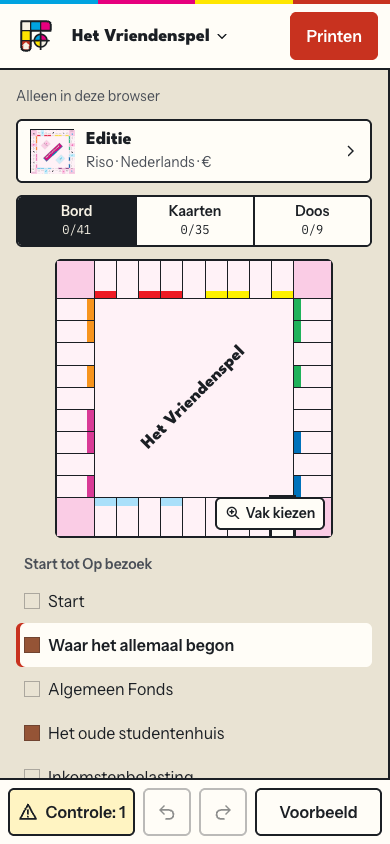 Het Vriendenspel
Printen
Alleen in deze browser
Editie
Riso · Nederlands · €
Bord
0/41
Kaarten
0/35
Doos
0/9
Het Vriendenspel
Vak kiezen
Start tot Op bezoek
Start
Waar het allemaal begon
Algemeen Fonds
Het oude studentenhuis
Inkomstenbelasting
Controle: 1
Voorbeeld